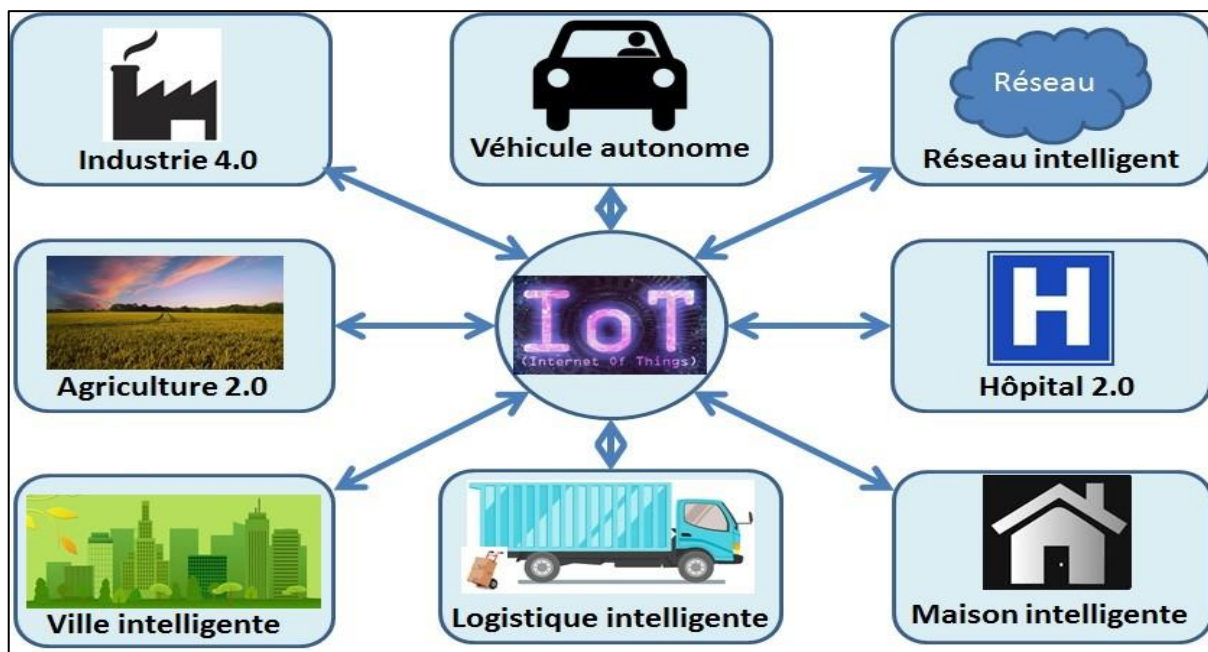 Industrie 4.0
Véhicule autonome
Réseau
Réseau intelligent
Agriculture 2.0
IoT
(Internet Of Things)
H
Hôpital 2.0
Ville intelligente
Logistique intelligente
Maison intelligente